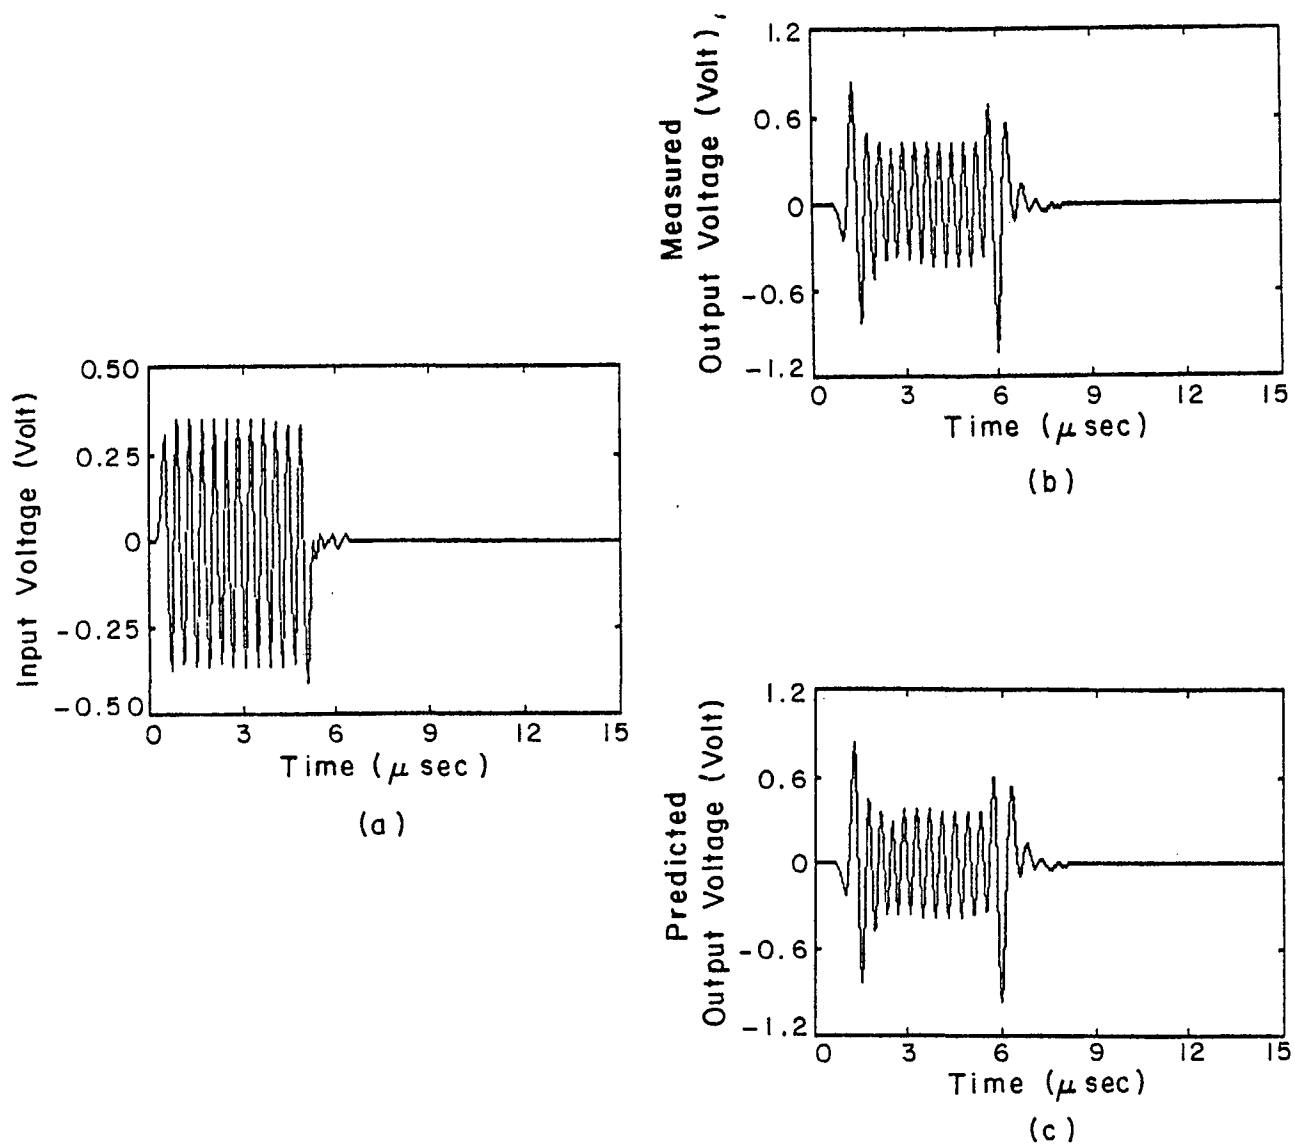 Input Voltage (Volt)
0.50
0.25
0
-0.25
-0.50
0 3 6 9 12 15
Time (μsec)
(a)
Measured
Output Voltage (Volt),
1.2
0.6
0
-0.6
-1.2
0 3 6 9 12 15
Time (μsec)
(b)
Predicted
Output Voltage (Volt)
1.2
0.6
0
-0.6
-1.2
0 3 6 9 12 15
Time (μsec)
(c)